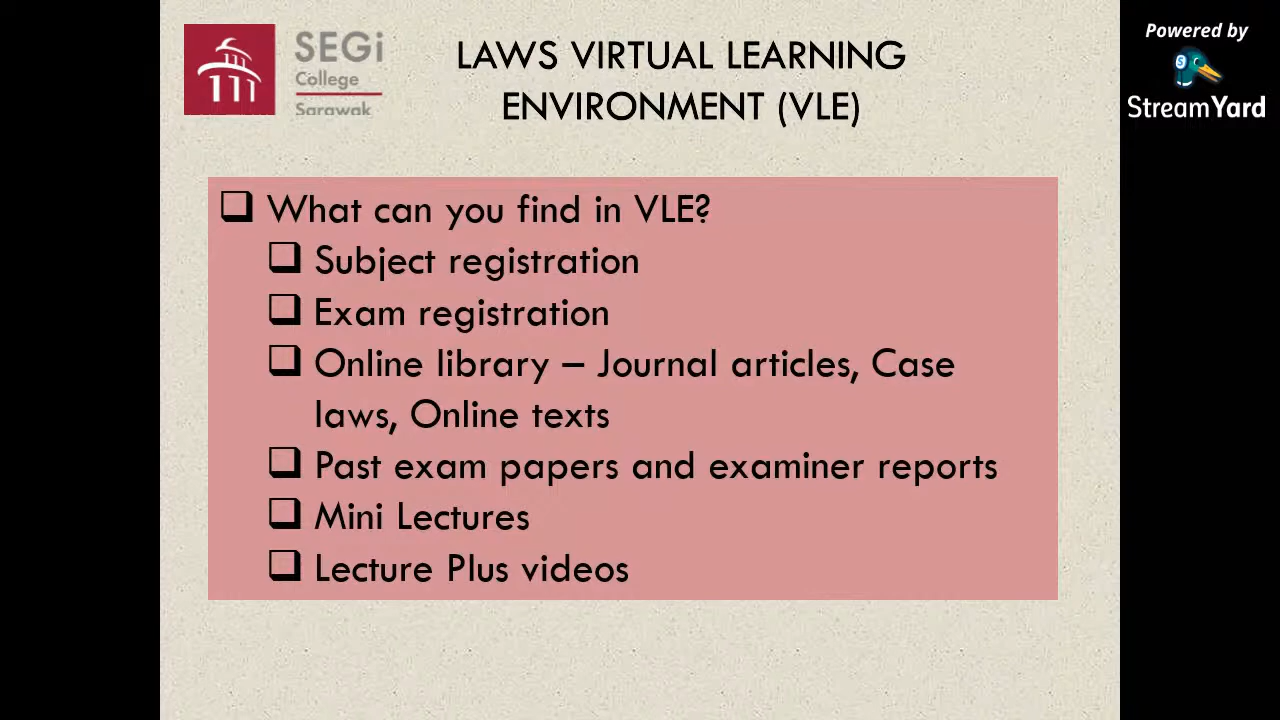 SEGi
College
Sarawak
LAWS VIRTUAL LEARNING
ENVIRONMENT (VLE)
Powered by
StreamYard
What can you find in VLE?
Subject registration
Exam registration
Online library – Journal articles, Case
laws, Online texts
Past exam papers and examiner reports
Mini Lectures
Lecture Plus videos